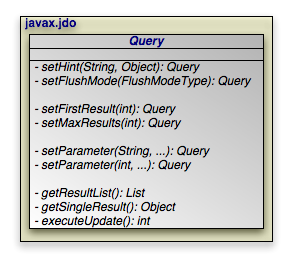 javax.jdo
Query
- setHint(String, Object): Query
- setFlushMode(FlushModeType): Query
- setFirstResult(int): Query
- setMaxResults(int): Query
- setParameter(String, ...): Query
- setParameter(int, ...): Query
- getResultList(): List
- getSingleResult(): Object
- executeUpdate(): int